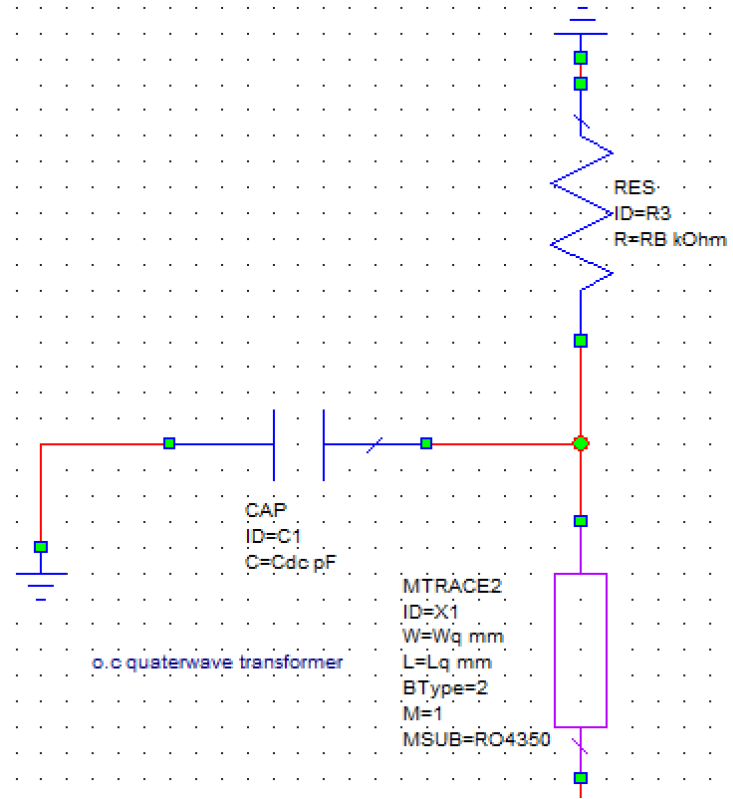 RES
ID=R3
R=RB kOhm
CAP
ID=C1
C=Cdc pF
MTRACE2
ID=X1
W=Wq mm
L=Lq mm
BType=2
M=1
MSUB=RO4350
o.c quaterwave transformer